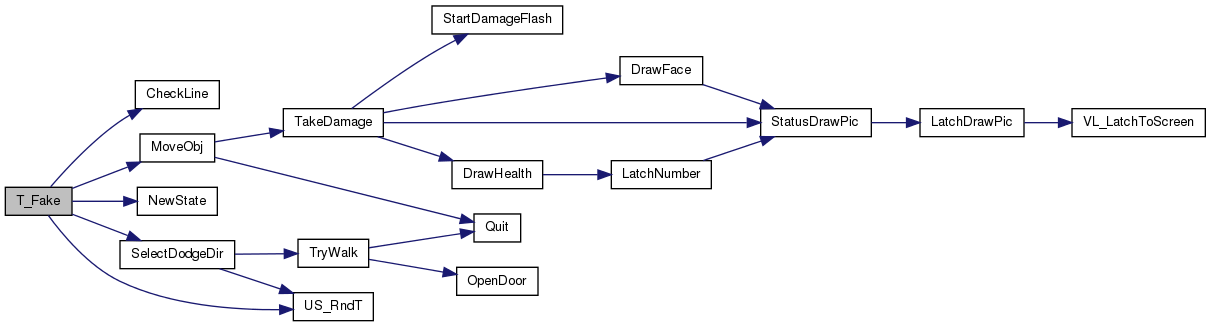 StartDamageFlash
DrawFace
CheckLine
TakeDamage
StatusDrawPic
LatchDrawPic
VL_LatchToScreen
MoveObj
DrawHealth
LatchNumber
T_Fake
NewState
Quit
SelectDodgeDir
TryWalk
OpenDoor
US_RndT